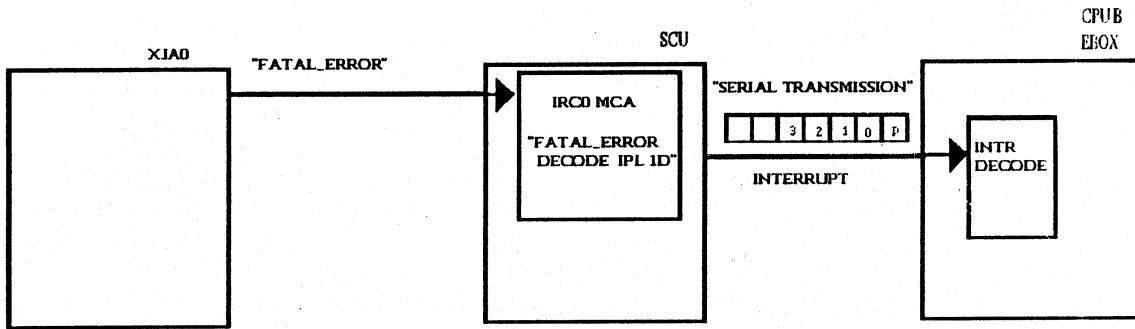 CPUB
EBOX
SCU
XJA0
"FATAL_ERROR"
"SERIAL TRANSMISSION"
IRC0 MCA
3 2 1 0 P
"FATAL_ERROR
DECODE IPL 1D"
INTR
DECODE
INTERRUPT